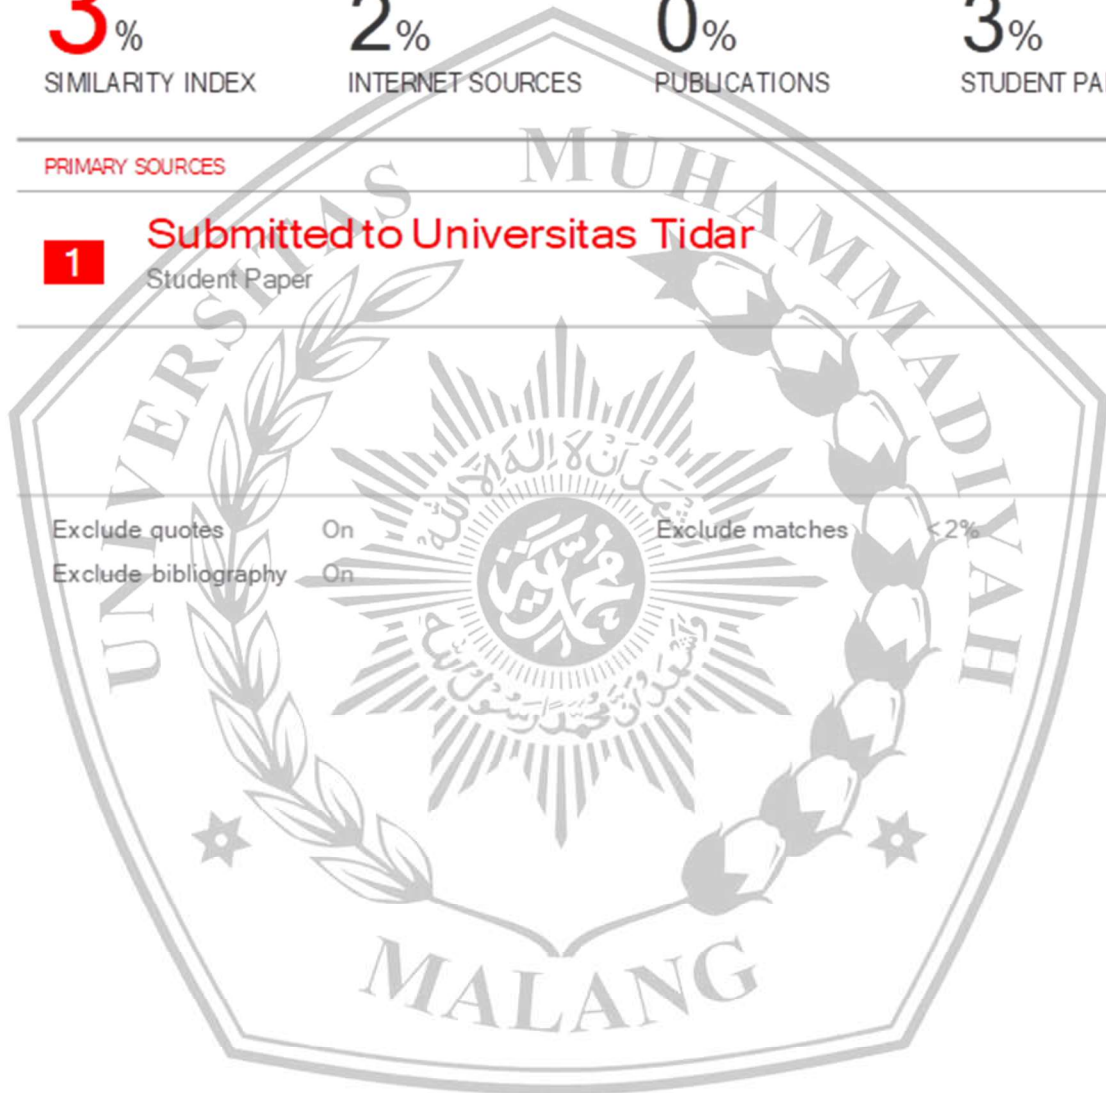 3% 2% 0% 3%
SIMILARITY INDEX INTERNET SOURCES PUBLICATIONS STUDENT PA
PRIMARY SOURCES
1 Submitted to Universitas Tidar
Student Paper
Exclude quotes On Exclude matches < 2%
Exclude bibliography On
UNIVERSITAS MUHAMMADIYAH
MALANG